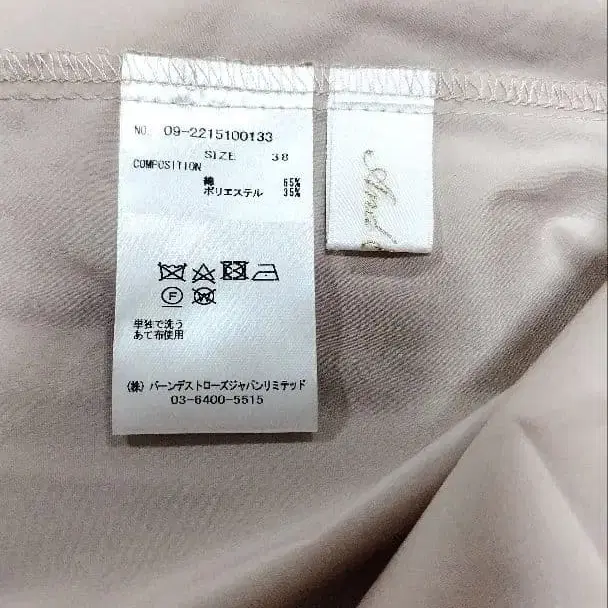 NO. 09-2215100133
SIZE 38
COMPOSITION
綿 65%
ポリエステル 35%
F
W
単独で洗う
あて布使用
(株) バーンデストローズジャパンリミテッド
03-6400-5515